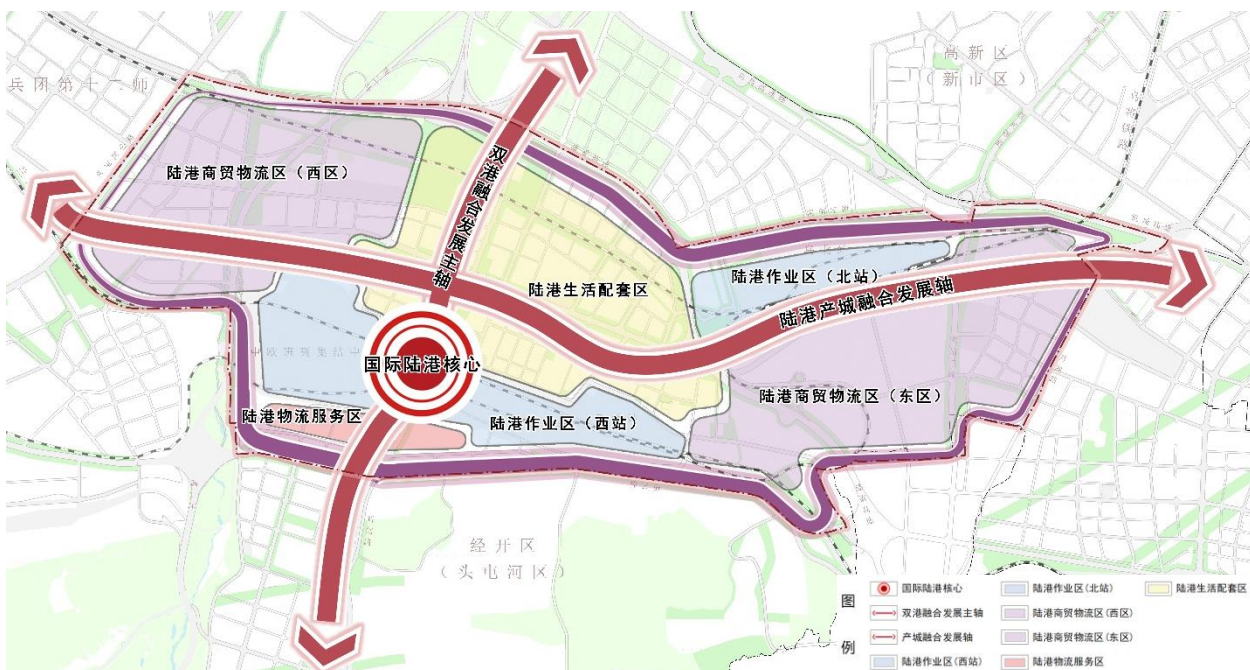 高新区
（新市区）
兵团第十二师
陆港商贸物流区（西区）
双港融合发展主轴
陆港生活配套区
陆港作业区（北站）
陆港产城融合发展轴
国际陆港核心
陆港物流服务区
陆港作业区（西站）
陆港商贸物流区（东区）
经开区
（头屯河区）
图例
国际陆港核心
双港融合发展主轴
产城融合发展轴
陆港作业区(西站)
陆港作业区(北站)
陆港商贸物流区(西区)
陆港商贸物流区(东区)
陆港物流服务区
陆港生活配套区